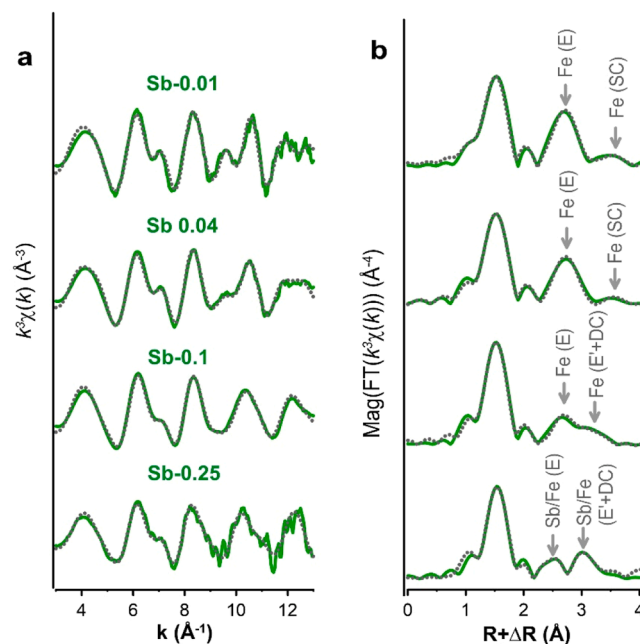 a
Sb-0.01
Sb 0.04
Sb-0.1
Sb-0.25
k³χ(k) (Å⁻³)
4 6 8 10 12
k (Å⁻¹)
b
Fe (E)
Fe (SC)
Fe (E)
Fe (SC)
Fe (E)
Fe (E'+DC)
Sb/Fe (E)
Sb/Fe
(E'+DC)
Mag(FT(k³χ(k))) (Å⁻⁴)
0 1 2 3 4
R+ΔR (Å)